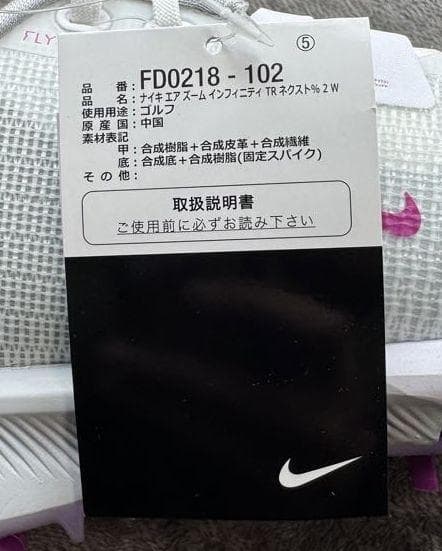 FLY
⑤
品番：FD0218 - 102
品名：ナイキ エア ズーム インフィニティ TR ネクスト% 2 W
使用用途：ゴルフ
原産国：中国
素材表記
甲：合成樹脂＋合成皮革＋合成繊維
底：合成底＋合成樹脂(固定スパイク)
その他：
取扱説明書
ご使用前に必ずお読み下さい